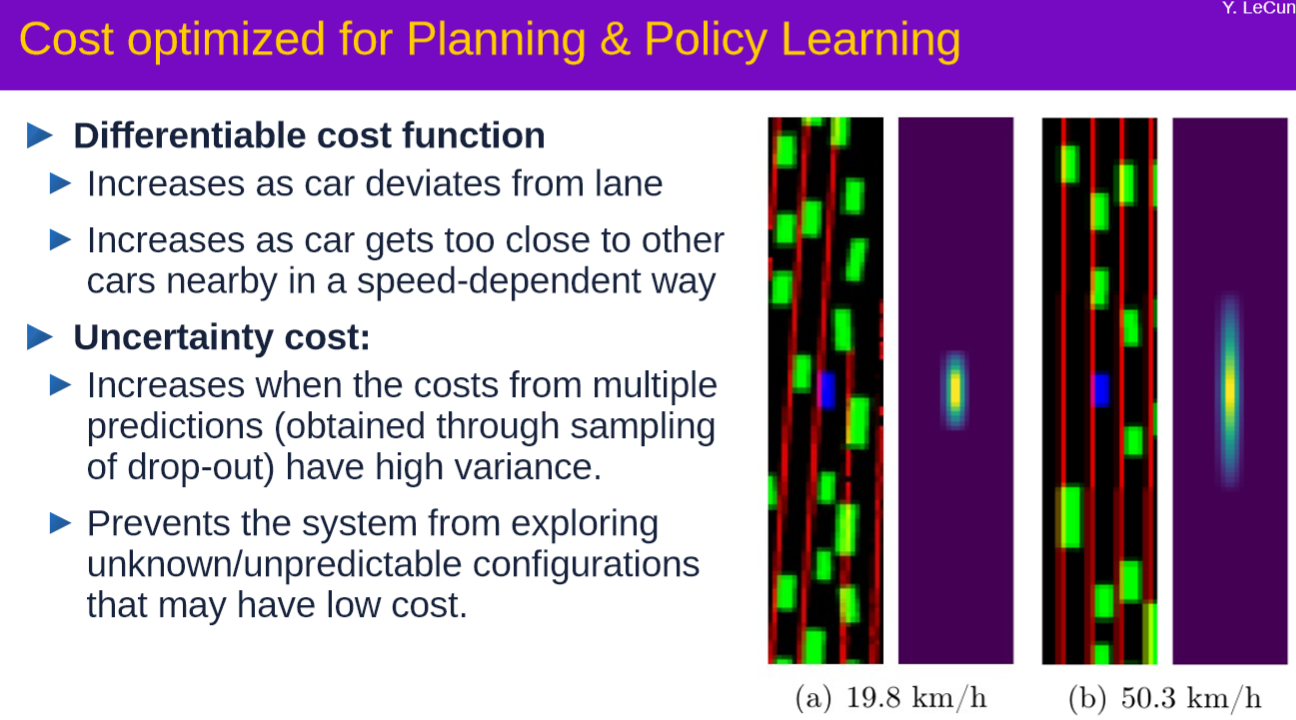 Y. LeCun
Cost optimized for Planning & Policy Learning
Differentiable cost function
Increases as car deviates from lane
Increases as car gets too close to other
cars nearby in a speed-dependent way
Uncertainty cost:
Increases when the costs from multiple
predictions (obtained through sampling
of drop-out) have high variance.
Prevents the system from exploring
unknown/unpredictable configurations
that may have low cost.
(a) 19.8 km/h
(b) 50.3 km/h